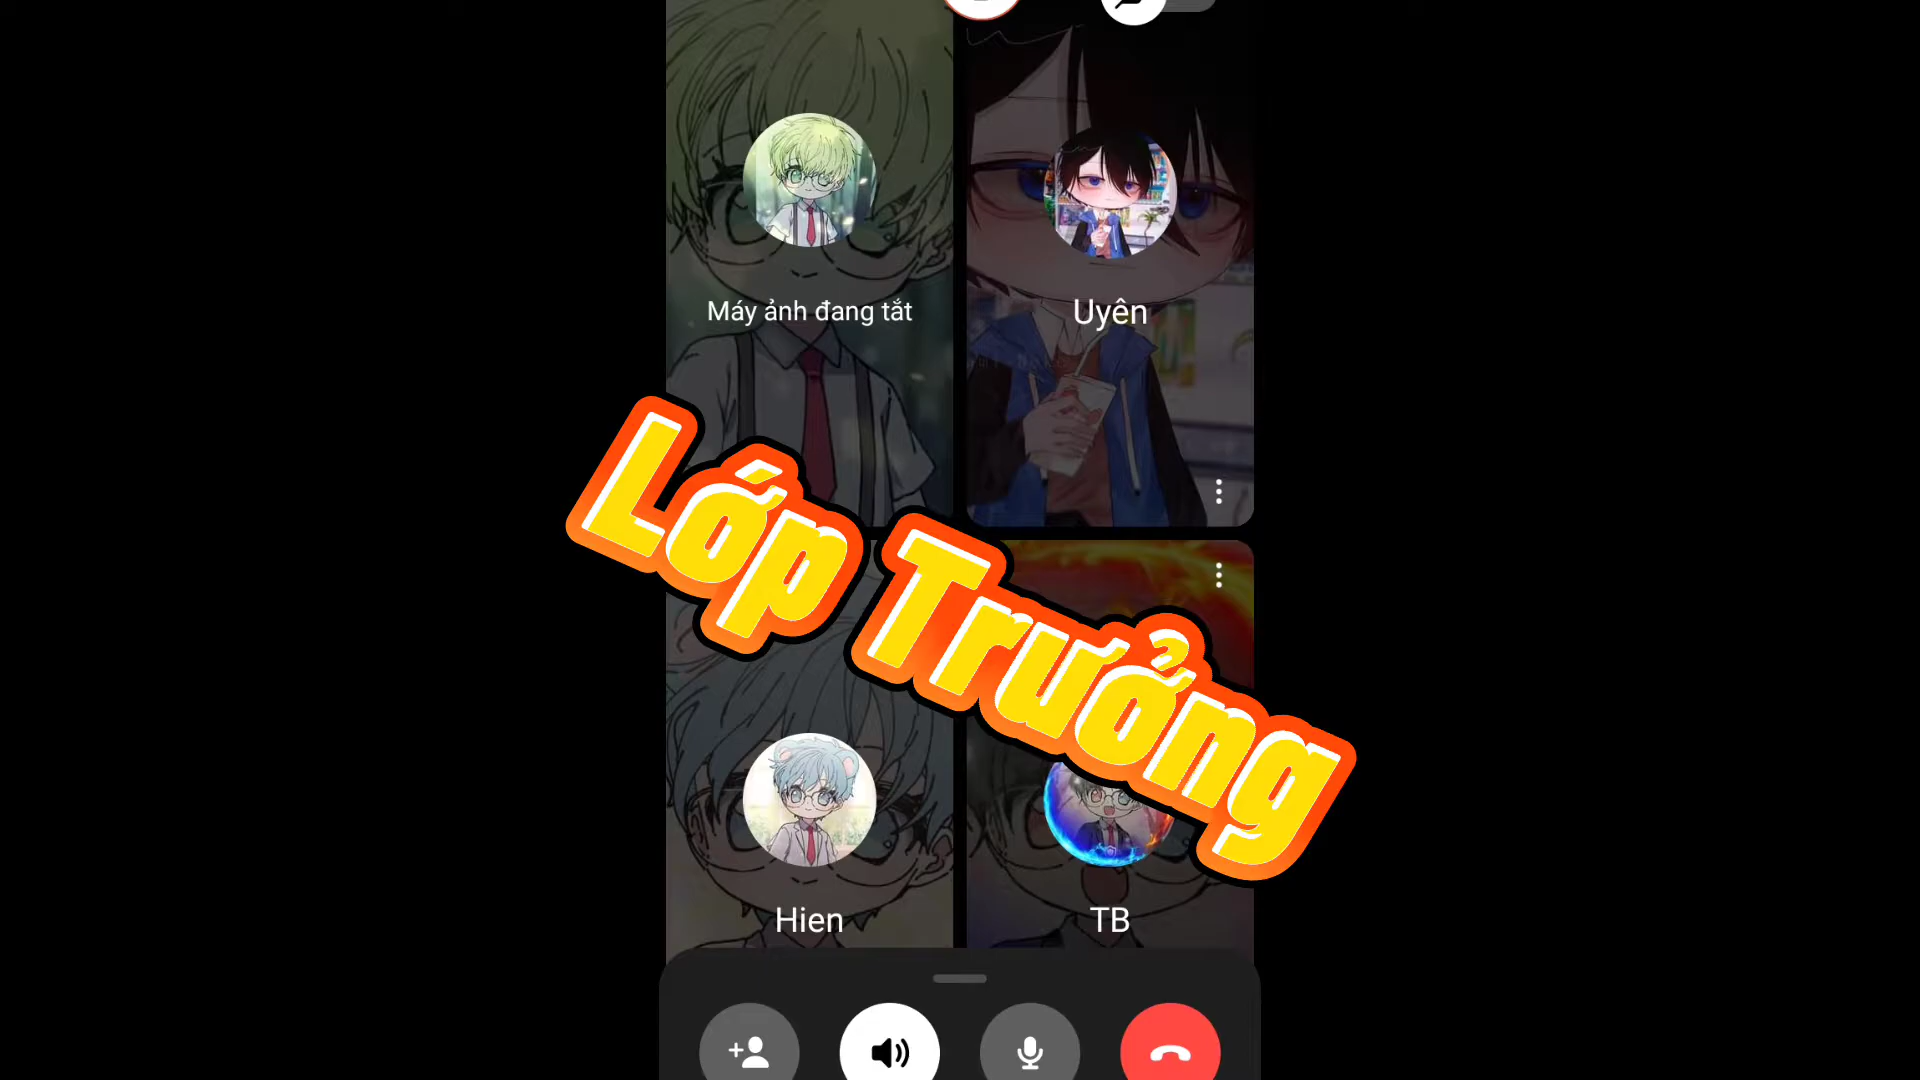 Máy ảnh đang tắt
Uyên
Lớp Trưởng
Hien
TB